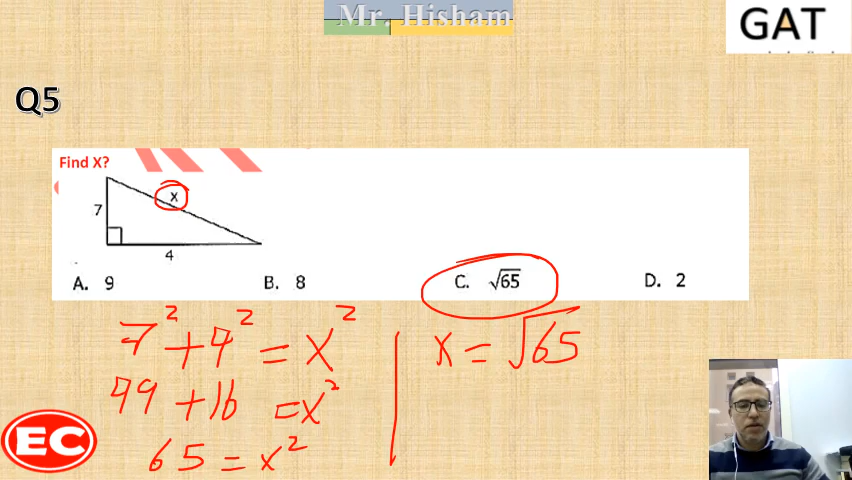 Mr. Hisham
GAT
Q5
Find X?
x
7
4
A. 9
B. 8
C. √65
D. 2
7² + 4² = x²
49 + 16 = x²
65 = x²
x = √65
EC